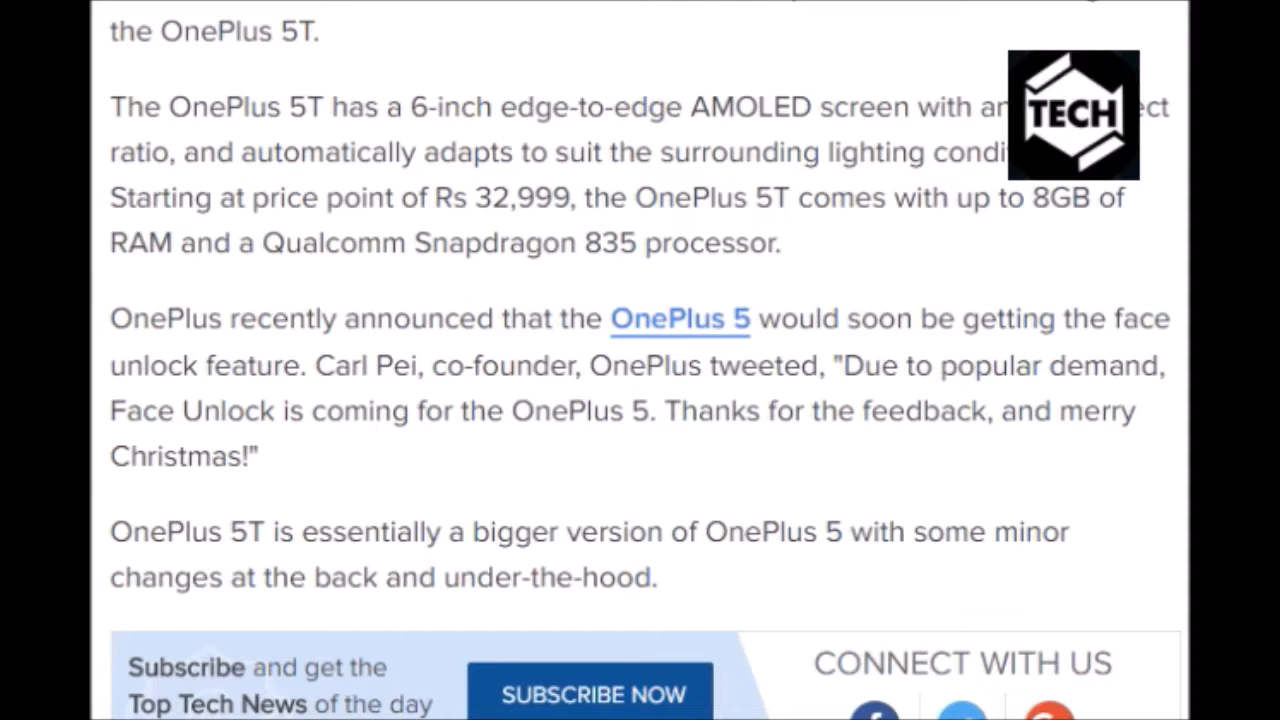 the OnePlus 5T.
The OnePlus 5T has a 6-inch edge-to-edge AMOLED screen with an
TECH
ratio, and automatically adapts to suit the surrounding lighting
Starting at price point of Rs 32,999, the OnePlus 5T comes with up to 8GB of
RAM and a Qualcomm Snapdragon 835 processor.
OnePlus recently announced that the OnePlus 5 would soon be getting the face
unlock feature. Carl Pei, co-founder, OnePlus tweeted, "Due to popular demand,
Face Unlock is coming for the OnePlus 5. Thanks for the feedback, and merry
Christmas!"
OnePlus 5T is essentially a bigger version of OnePlus 5 with some minor
changes at the back and under-the-hood.
Subscribe and get the
Top Tech News of the day
SUBSCRIBE NOW
CONNECT WITH US